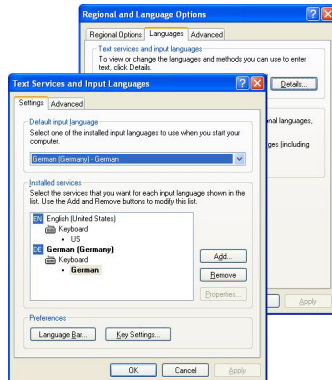 Regional and Language Options
Regional Options Languages Advanced
Text services and input languages
To view or change the languages and methods you can use to enter
text, click Details.
Details...
Text Services and Input Languages
Settings Advanced
Default input language
Select one of the installed input languages to use when you start your
computer.
German (Germany) - German
Installed services
Select the services that you want for each input language shown in the
list. Use the Add and Remove buttons to modify this list.
EN English (United States)
Keyboard
• US
DE German (Germany)
Keyboard
• German
Add...
Remove
Properties...
Preferences
Language Bar... Key Settings...
OK Cancel Apply
nal languages,
ges (including
Apply